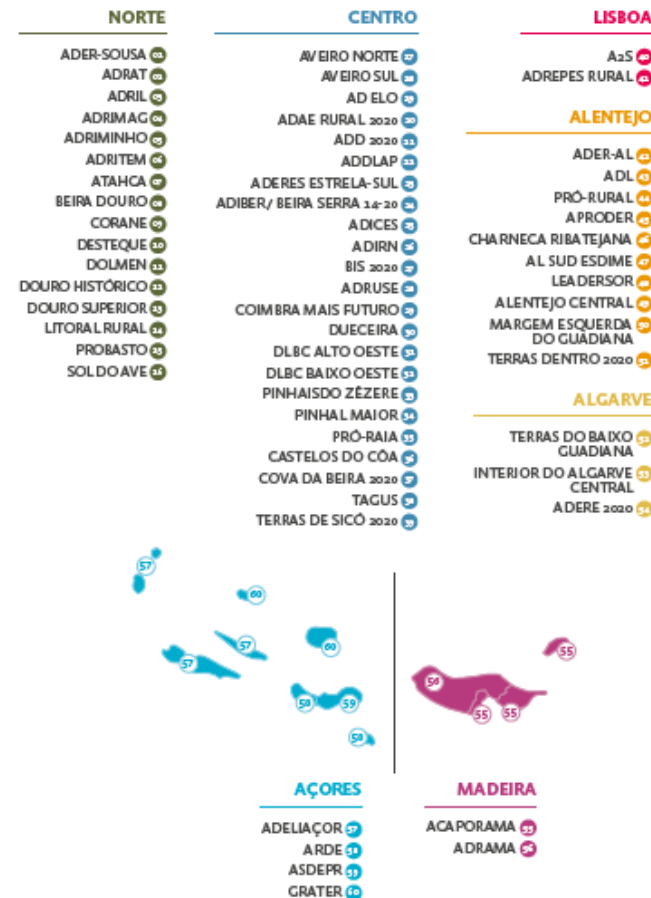 NORTE
ADER-SOUSA 01
ADRAT 02
ADRIL 03
ADRIMAG 04
ADRIMINHO 05
ADRITEM 06
ATAHCA 07
BEIRA DOURO 08
CORANE 09
DESTEQUE 10
DOLMEN 11
DOURO HISTÓRICO 12
DOURO SUPERIOR 13
LITORAL RURAL 14
PROBASTO 15
SOL DO AVE 16
CENTRO
AVEIRO NORTE 17
AVEIRO SUL 18
AD ELO 19
ADAE RURAL 2020 20
ADD 2020 21
ADDLAP 22
ADERES ESTRELA-SUL 23
ADIBER/ BEIRA SERRA 14-20 24
ADICES 25
ADIRN 26
BIS 2020 27
ADRUSE 28
COIMBRA MAIS FUTURO 29
DUECEIRA 30
DLBC ALTO OESTE 31
DLBC BAIXO OESTE 32
PINHAISDO ZÊZERE 33
PINHAL MAIOR 34
PRÓ-RAIA 35
CASTELOS DO CÔA 36
COVA DA BEIRA 2020 37
TAGUS 38
TERRAS DE SICÓ 2020 39
LISBOA
A2S 40
ADREPES RURAL 41
ALENTEJO
ADER-AL 42
ADL 43
PRÓ-RURAL 44
APRODER 45
CHARNECA RIBATEJANA 46
AL SUD ESDIME 47
LEADERSOR 48
ALENTEJO CENTRAL 49
MARGEM ESQUERDA 50
DO GUADIANA
TERRAS DENTRO 2020 51
ALGARVE
TERRAS DO BAIXO 52
GUADIANA
INTERIOR DO ALGARVE 53
CENTRAL
ADERE 2020 54
57
60
57
60
57
58
59
58
55
56
55
55
AÇORES
ADELIAÇOR 57
ARDE 58
ASDEPR 59
GRATER 60
MADEIRA
ACAPORAMA 55
ADRAMA 56